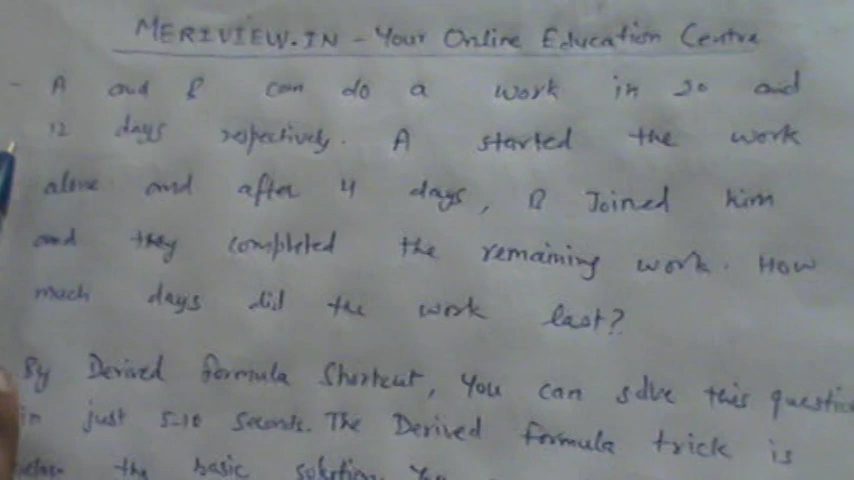 MERIVIEW.IN - Your Online Education Centre
- A and B can do a work in 20 and
12 days respectively. A started the work
alone and after 4 days, B Joined him
and they completed the remaining work. How
much days did the work last?
By Derived formula Shortcut, You can solve this question
in just 5-10 Seconds. The Derived formula trick is
the basic solution.